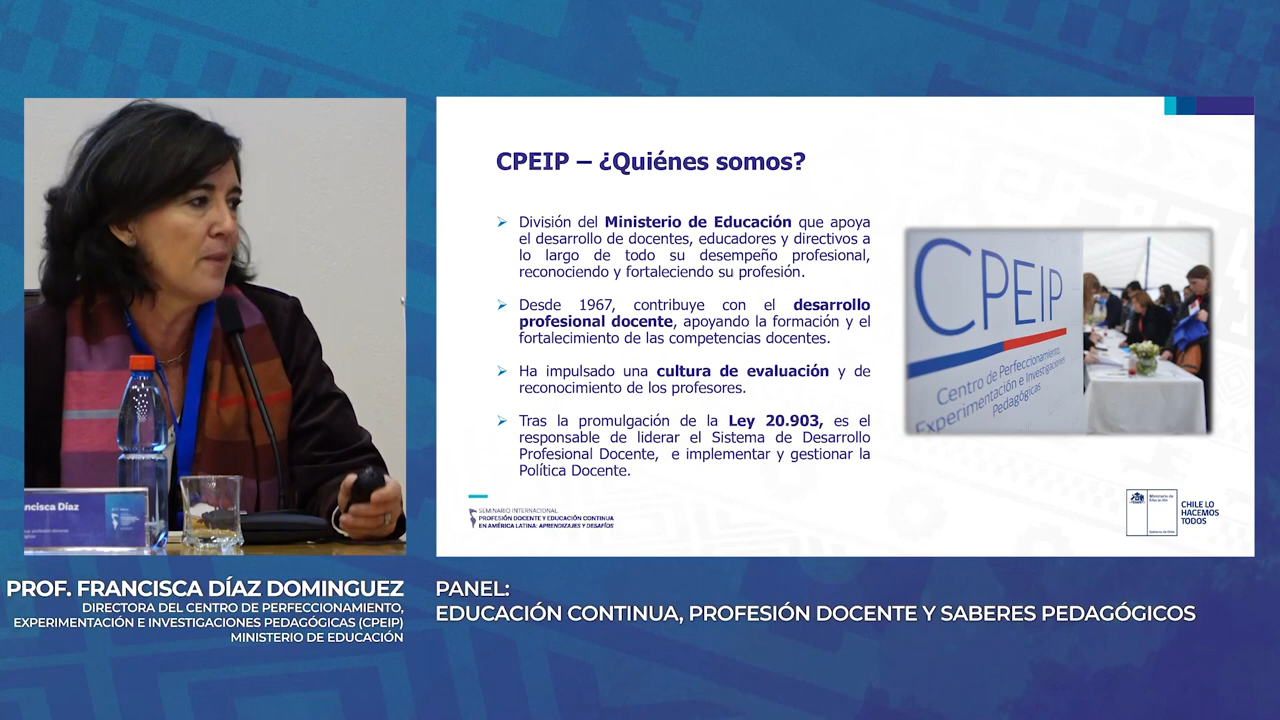 CPEIP – ¿Quiénes somos?
División del Ministerio de Educación que apoya
el desarrollo de docentes, educadores y directivos a
lo largo de todo su desempeño profesional,
reconociendo y fortaleciendo su profesión.
Desde 1967, contribuye con el desarrollo
profesional docente, apoyando la formación y el
fortalecimiento de las competencias docentes.
Ha impulsado una cultura de evaluación y de
reconocimiento de los profesores.
Tras la promulgación de la Ley 20.903, es el
responsable de liderar el Sistema de Desarrollo
Profesional Docente, e implementar y gestionar la
Política Docente.
CPEIP
Centro de Perfeccionamiento,
Experimentación e Investigaciones
Pedagógicas
SEMINARIO INTERNACIONAL
PROFESIÓN DOCENTE Y EDUCACIÓN CONTINUA
EN AMÉRICA LATINA: APRENDIZAJES Y DESAFÍOS
Ministerio de
Educación
Gobierno de Chile
CHILE LO
HACEMOS
TODOS
ncisca Díaz
PROF. FRANCISCA DÍAZ DOMINGUEZ
DIRECTORA DEL CENTRO DE PERFECCIONAMIENTO,
EXPERIMENTACIÓN E INVESTIGACIONES PEDAGÓGICAS (CPEIP)
MINISTERIO DE EDUCACIÓN
PANEL:
EDUCACIÓN CONTINUA, PROFESIÓN DOCENTE Y SABERES PEDAGÓGICOS